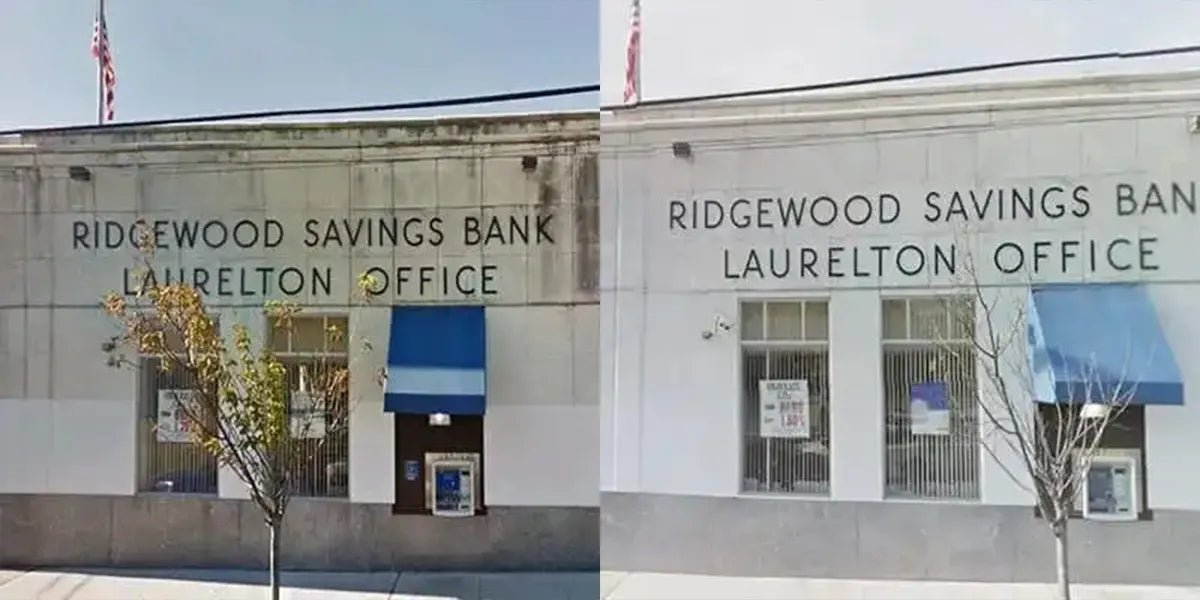 RIDGEWOOD SAVINGS BANK
LAURELTON OFFICE
RIDGEWOOD SAVINGS BAN
LAURELTON OFFICE